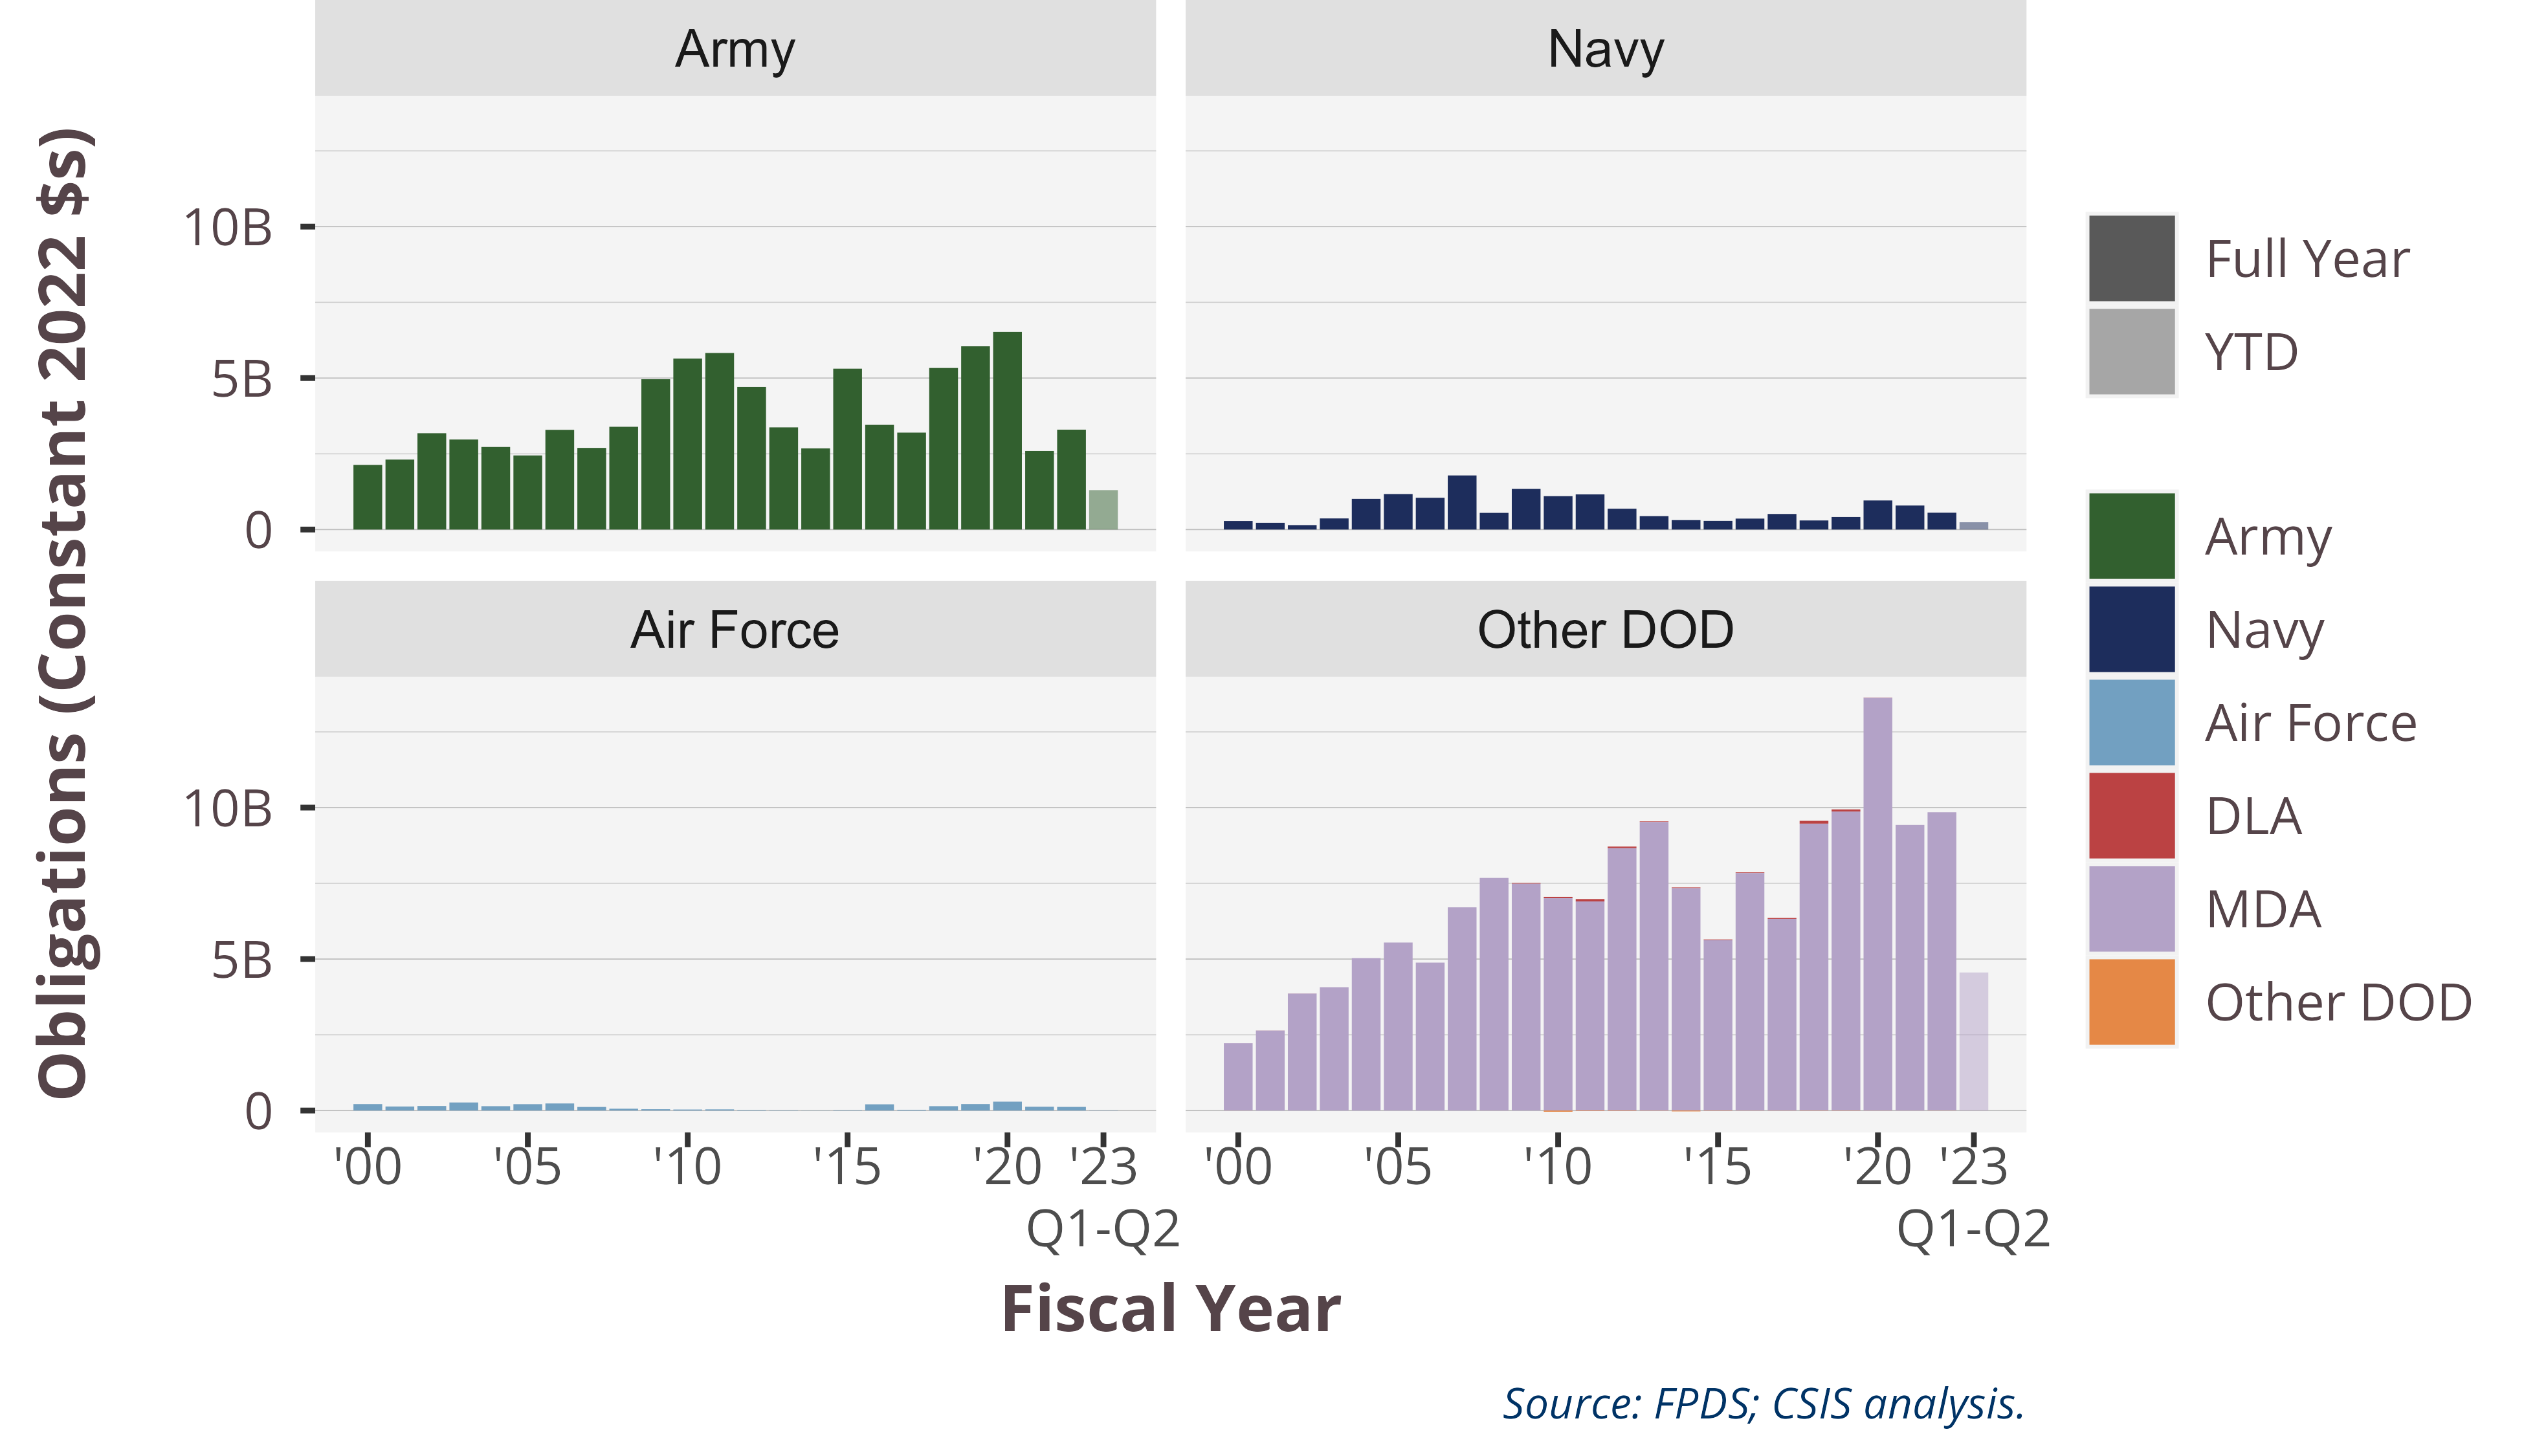 Army
Navy
Obligations (Constant 2022 $s)
10B
5B
0
Air Force
Other DOD
10B
5B
0
'00 '05 '10 '15 '20 '23
Q1-Q2
'00 '05 '10 '15 '20 '23
Q1-Q2
Fiscal Year
Full Year
YTD
Army
Navy
Air Force
DLA
MDA
Other DOD
Source: FPDS; CSIS analysis.